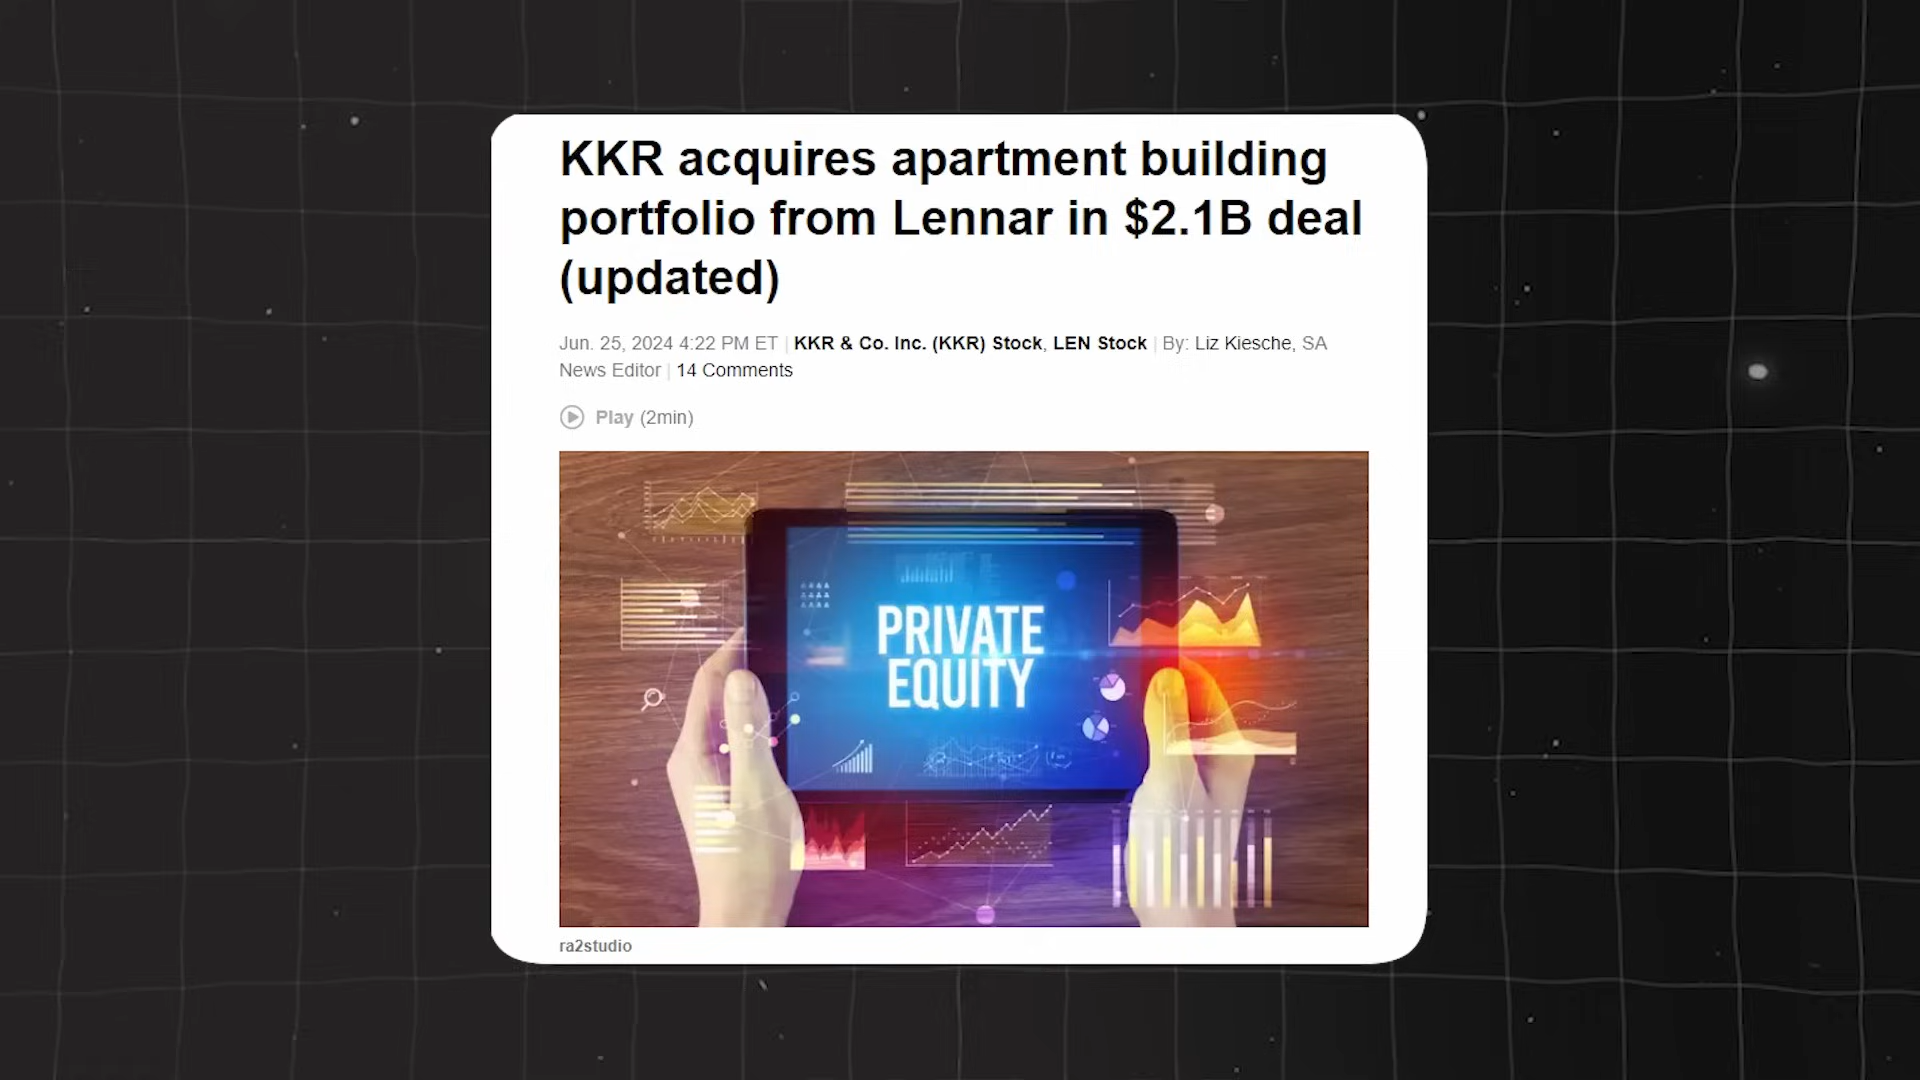 KKR acquires apartment building
portfolio from Lennar in $2.1B deal
(updated)
Jun. 25, 2024 4:22 PM ET | KKR & Co. Inc. (KKR) Stock, LEN Stock | By: Liz Kiesche, SA
News Editor | 14 Comments
Play (2min)
PRIVATE
EQUITY
ra2studio